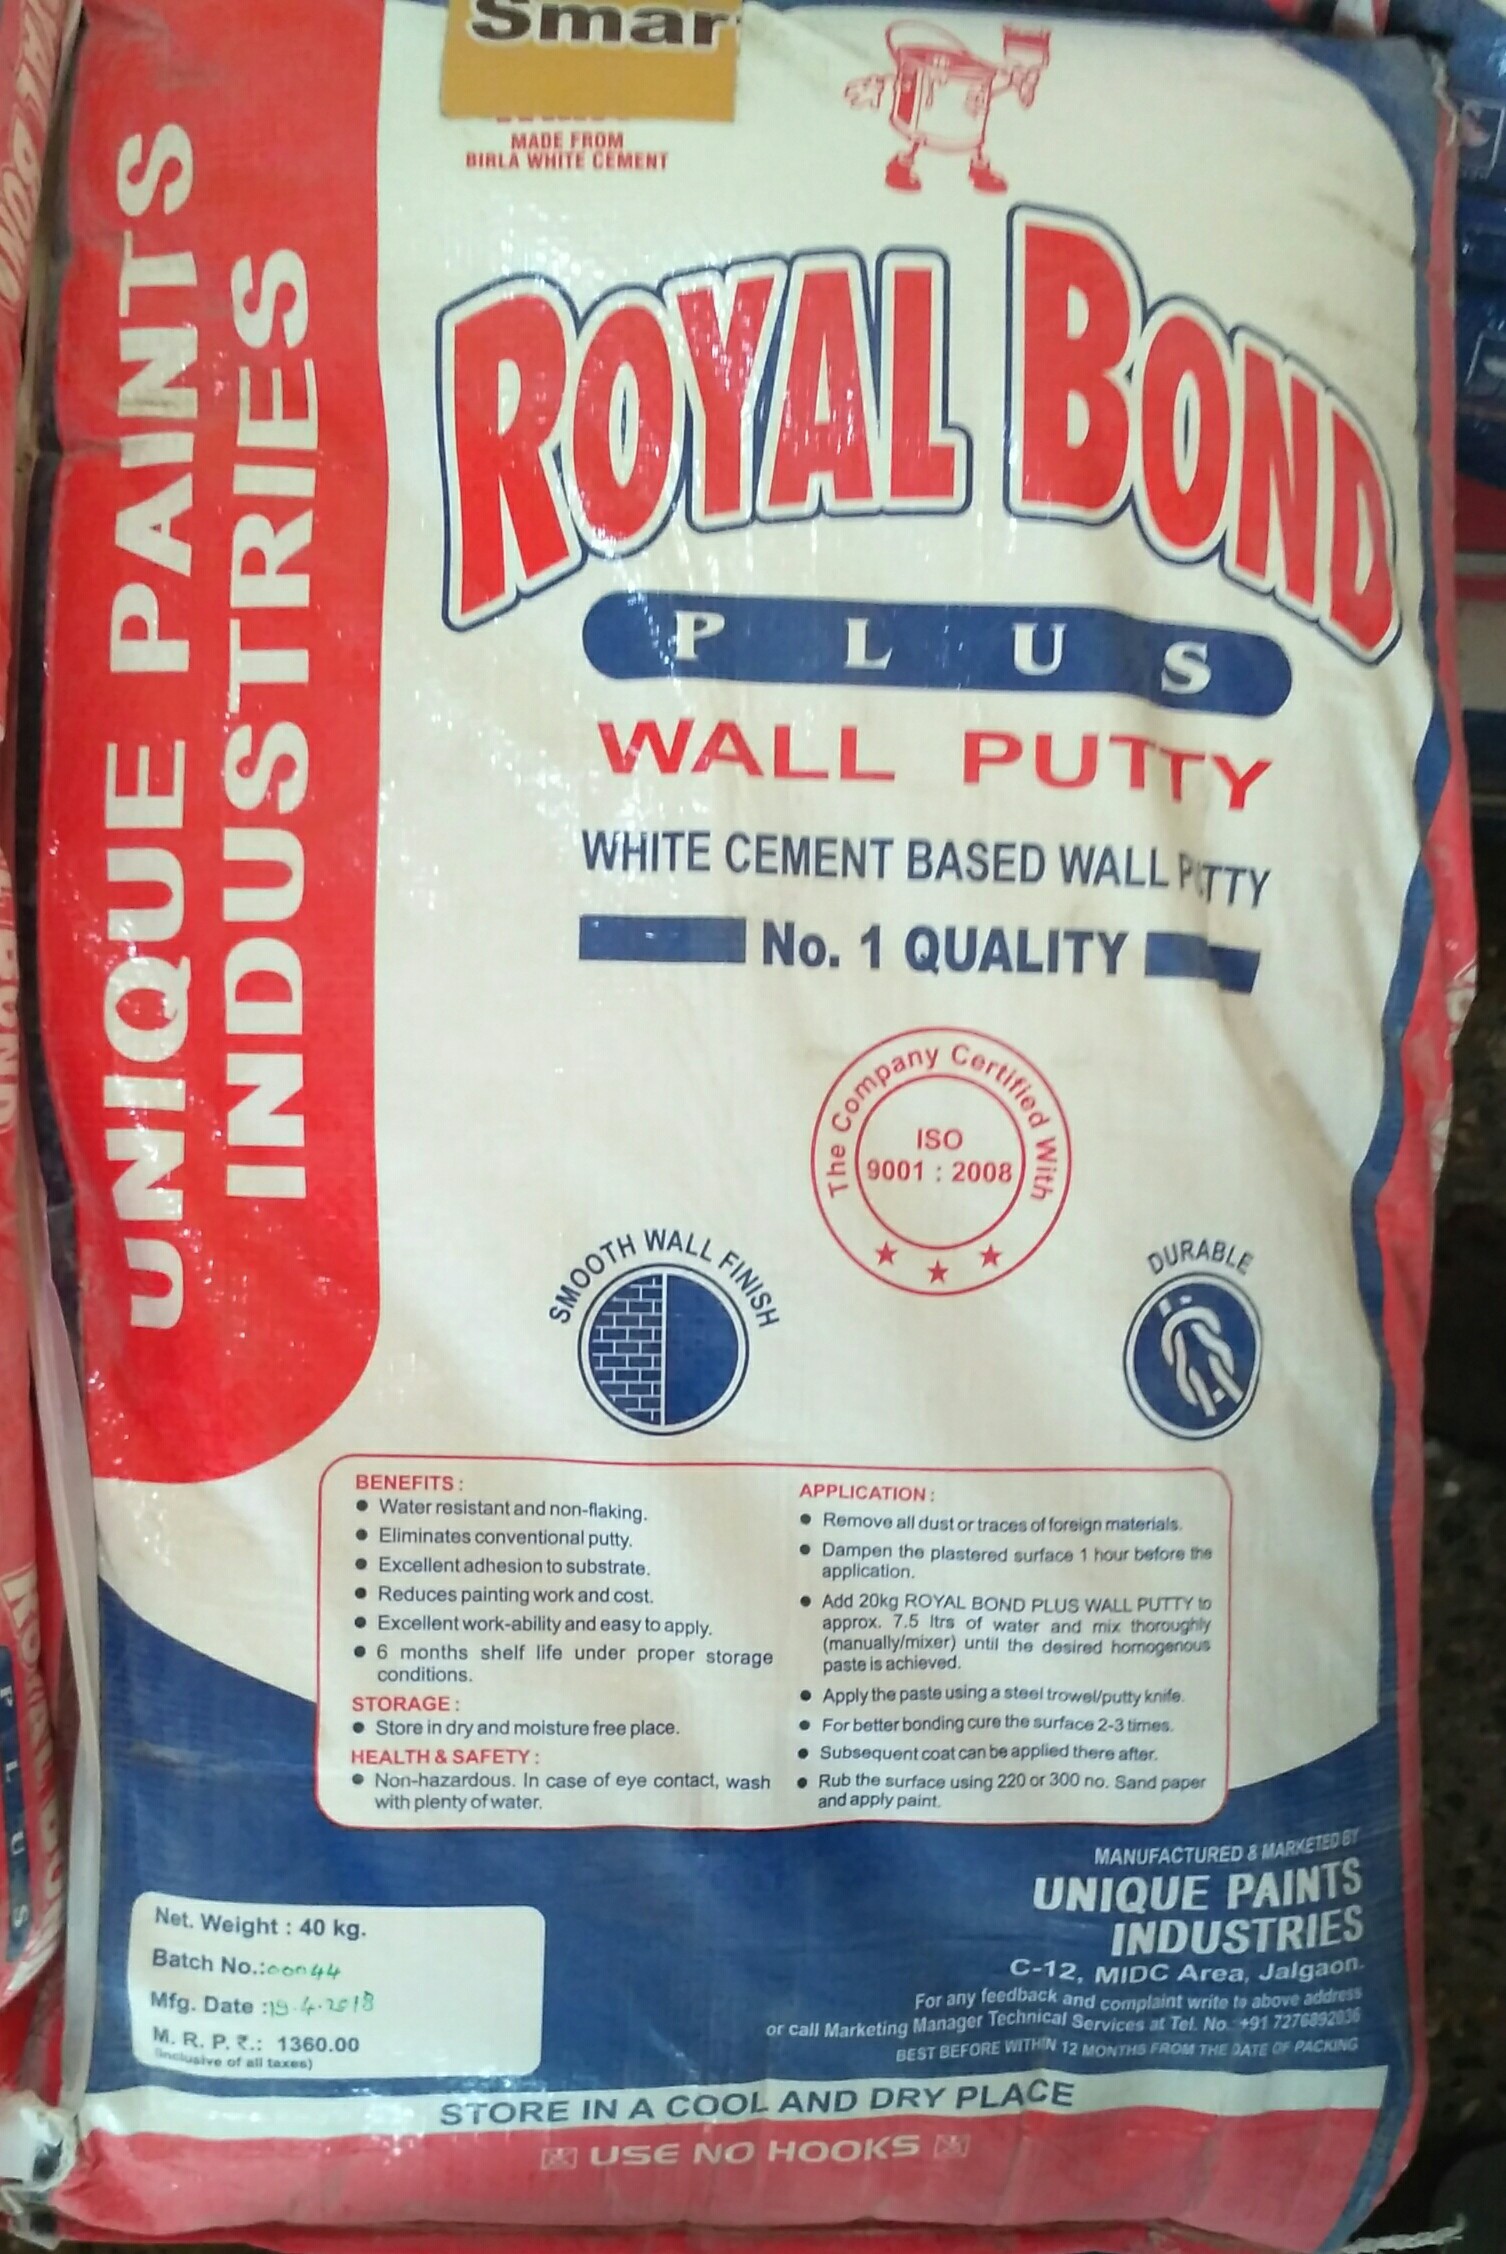 Smar
MADE FROM
BIRLA WHITE CEMENT
UNIQUE PAINTS
INDUSTRIES
ROYAL BOND
PLUS
WALL PUTTY
WHITE CEMENT BASED WALL PUTTY
No. 1 QUALITY
The Company Certified With
ISO
9001 : 2008
SMOOTH WALL FINISH
DURABLE
BENEFITS :
● Water resistant and non-flaking.
● Eliminates conventional putty.
● Excellent adhesion to substrate.
● Reduces painting work and cost.
● Excellent work-ability and easy to apply.
● 6 months shelf life under proper storage
conditions.
STORAGE :
● Store in dry and moisture free place.
HEALTH & SAFETY :
● Non-hazardous. In case of eye contact, wash
with plenty of water.
APPLICATION :
● Remove all dust or traces of foreign materials.
● Dampen the plastered surface 1 hour before the
application.
● Add 20kg ROYAL BOND PLUS WALL PUTTY to
approx. 7.5 ltrs of water and mix thoroughly
(manually/mixer) until the desired homogenous
paste is achieved.
● Apply the paste using a steel trowel/putty knife.
● For better bonding cure the surface 2-3 times.
● Subsequent coat can be applied there after.
● Rub the surface using 220 or 300 no. Sand paper
and apply paint.
MANUFACTURED & MARKETED BY
UNIQUE PAINTS
INDUSTRIES
C-12, MIDC Area, Jalgaon.
For any feedback and complaint write to above address
or call Marketing Manager Technical Services at Tel. No. +91
BEST BEFORE WITHIN 12 MONTHS FROM THE DATE OF PACKING
Net. Weight : 40 kg.
Batch No.:00044
Mfg. Date :19.4.2018
M. R. P. ₹.: 1360.00
(Inclusive of all taxes)
STORE IN A COOL AND DRY PLACE
USE NO HOOKS